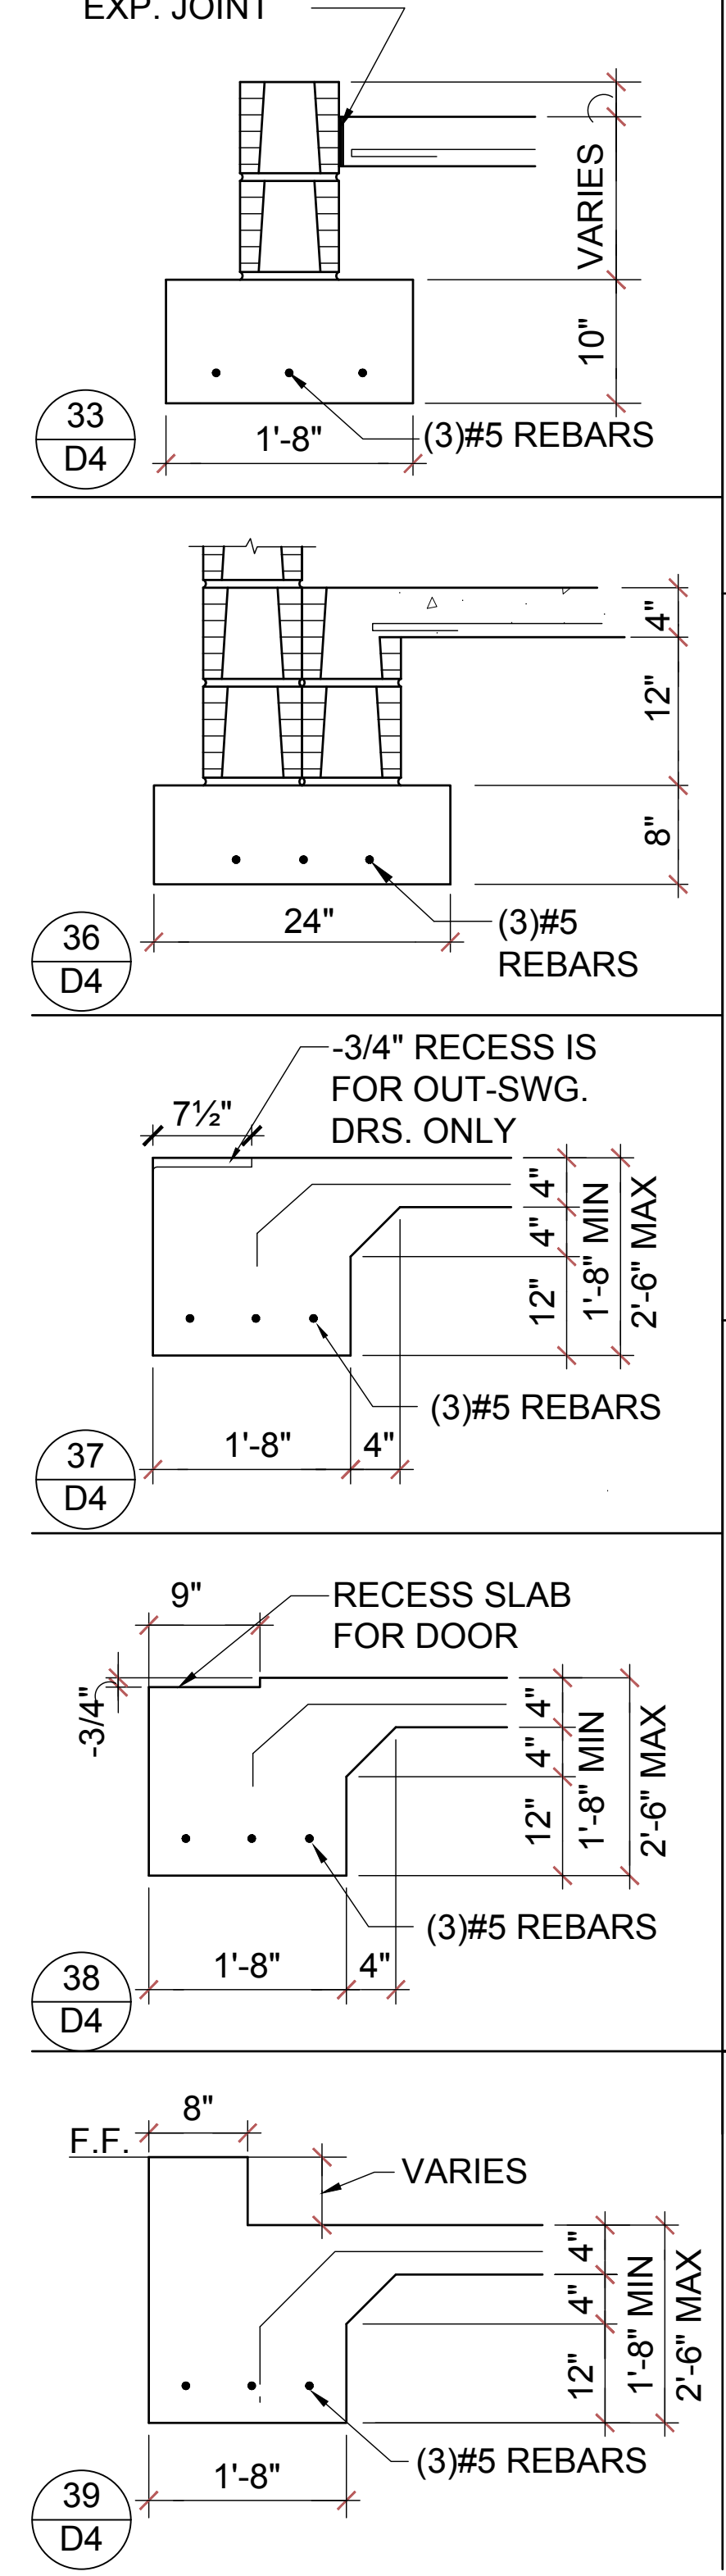 EXP. JOINT
VARIES
10"
(3)#5 REBARS
1'-8"
33
D4
4"
12"
8"
24"
(3)#5
REBARS
36
D4
-3/4" RECESS IS
FOR OUT-SWG.
DRS. ONLY
7½"
4"
4"
12"
1'-8" MIN
2'-6" MAX
(3)#5 REBARS
1'-8"
4"
37
D4
9"
RECESS SLAB
FOR DOOR
-3/4"
4"
4"
12"
1'-8" MIN
2'-6" MAX
(3)#5 REBARS
1'-8"
4"
38
D4
8"
F.F.
VARIES
4"
4"
12"
1'-8" MIN
2'-6" MAX
(3)#5 REBARS
1'-8"
39
D4